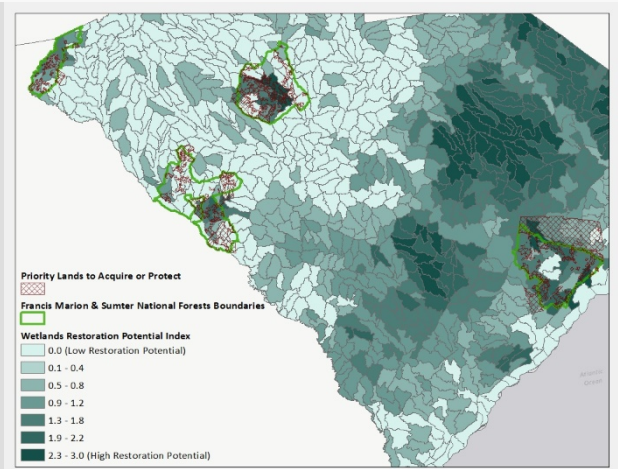 Priority Lands to Acquire or Protect
Francis Marion & Sumter National Forests Boundaries
Wetlands Restoration Potential Index
0.0 (Low Restoration Potential)
0.1 - 0.4
0.5 - 0.8
0.9 - 1.2
1.3 - 1.8
1.9 - 2.2
2.3 - 3.0 (High Restoration Potential)
Atlantic
Ocean